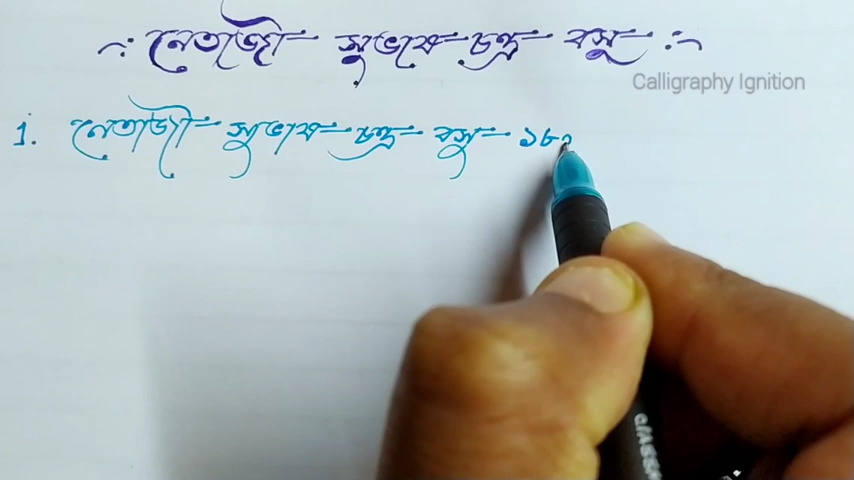 নেতাজী সুভাষ চন্দ্র বসু
Calligraphy Ignition
1. নেতাজী সুভাষ চন্দ্র বসু ১৮